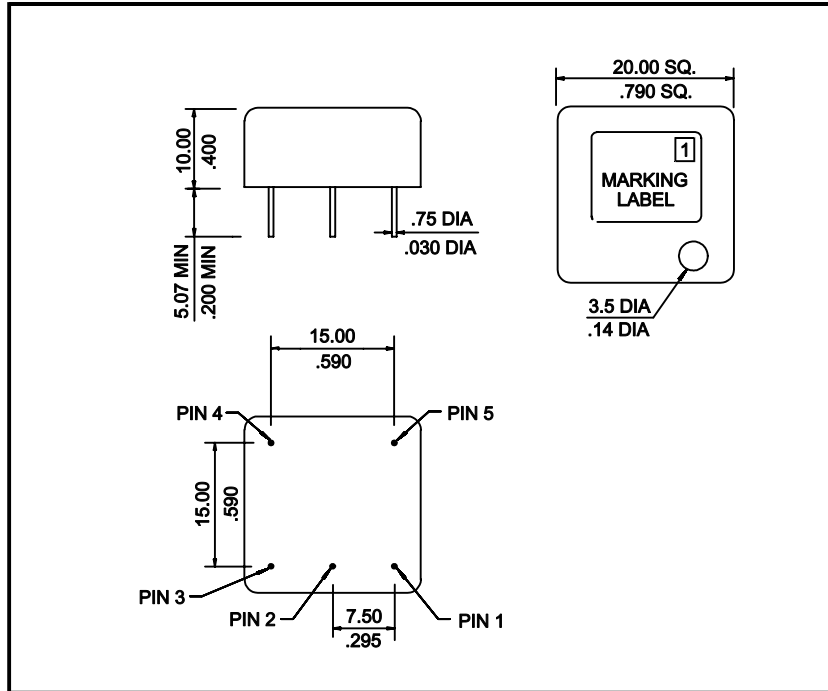 20.00 SQ.
.790 SQ.
10.00
.400
1
MARKING
LABEL
.75 DIA
.030 DIA
5.07 MIN
.200 MIN
3.5 DIA
.14 DIA
15.00
.590
PIN 4
PIN 5
15.00
.590
PIN 3
PIN 2
7.50
.295
PIN 1